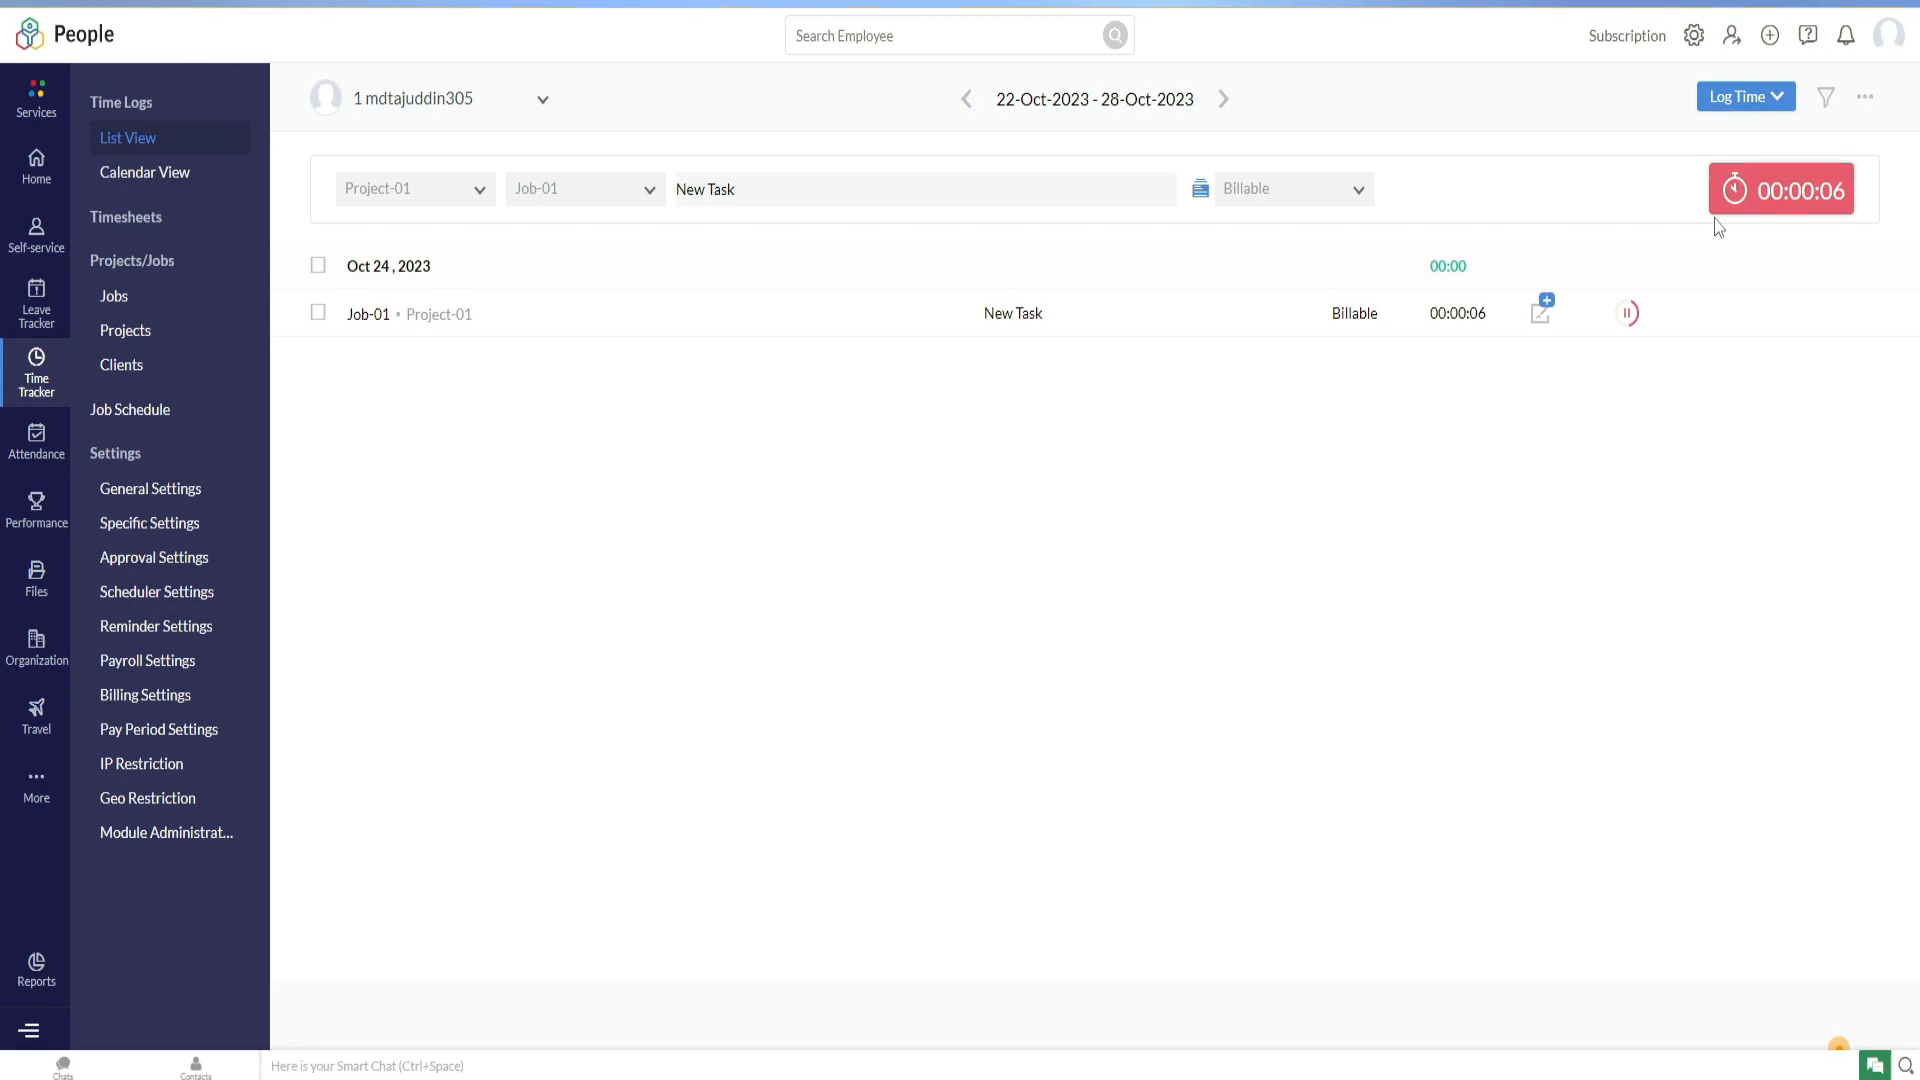 People
Search Employee
Subscription
Services
Home
Self-service
Leave
Tracker
Time
Tracker
Attendance
Performance
Files
Organization
Travel
More
Reports
Time Logs
List View
Calendar View
Timesheets
Projects/Jobs
Jobs
Projects
Clients
Job Schedule
Settings
General Settings
Specific Settings
Approval Settings
Scheduler Settings
Reminder Settings
Payroll Settings
Billing Settings
Pay Period Settings
IP Restriction
Geo Restriction
Module Administrat...
1 mdtajuddin305
22-Oct-2023 - 28-Oct-2023
Log Time
Project-01
Job-01
New Task
Billable
00:00:06
Oct 24 , 2023
00:00
Job-01 • Project-01
New Task
Billable
00:00:06
Chats
Contacts
Here is your Smart Chat (Ctrl+Space)